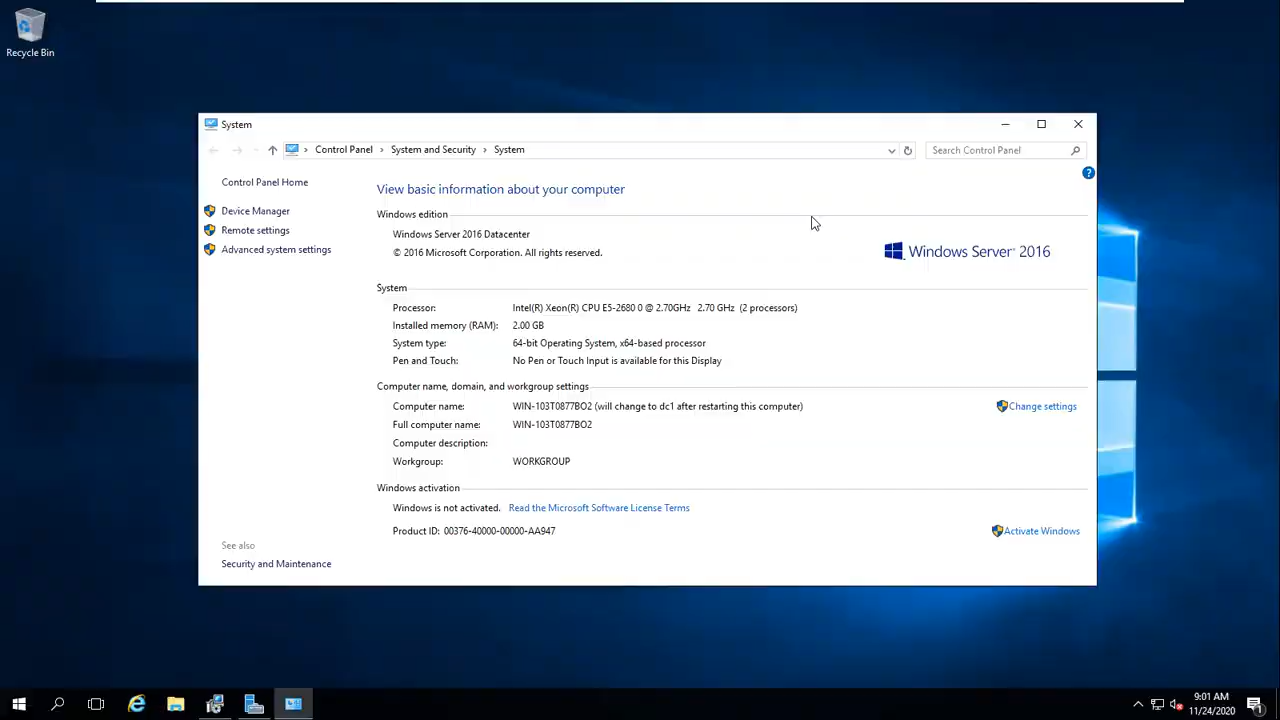 Recycle Bin
System
Control Panel › System and Security › System
Search Control Panel
Control Panel Home
Device Manager
Remote settings
Advanced system settings
See also
Security and Maintenance
View basic information about your computer
Windows edition
Windows Server 2016 Datacenter
© 2016 Microsoft Corporation. All rights reserved.
Windows Server® 2016
System
Processor: Intel(R) Xeon(R) CPU E5-2680 0 @ 2.70GHz 2.70 GHz (2 processors)
Installed memory (RAM): 2.00 GB
System type: 64-bit Operating System, x64-based processor
Pen and Touch: No Pen or Touch Input is available for this Display
Computer name, domain, and workgroup settings
Computer name: WIN-103T0877BO2 (will change to dc1 after restarting this computer) Change settings
Full computer name: WIN-103T0877BO2
Computer description:
Workgroup: WORKGROUP
Windows activation
Windows is not activated. Read the Microsoft Software License Terms
Product ID: 00376-40000-00000-AA947 Activate Windows
9:01 AM
11/24/2020
1